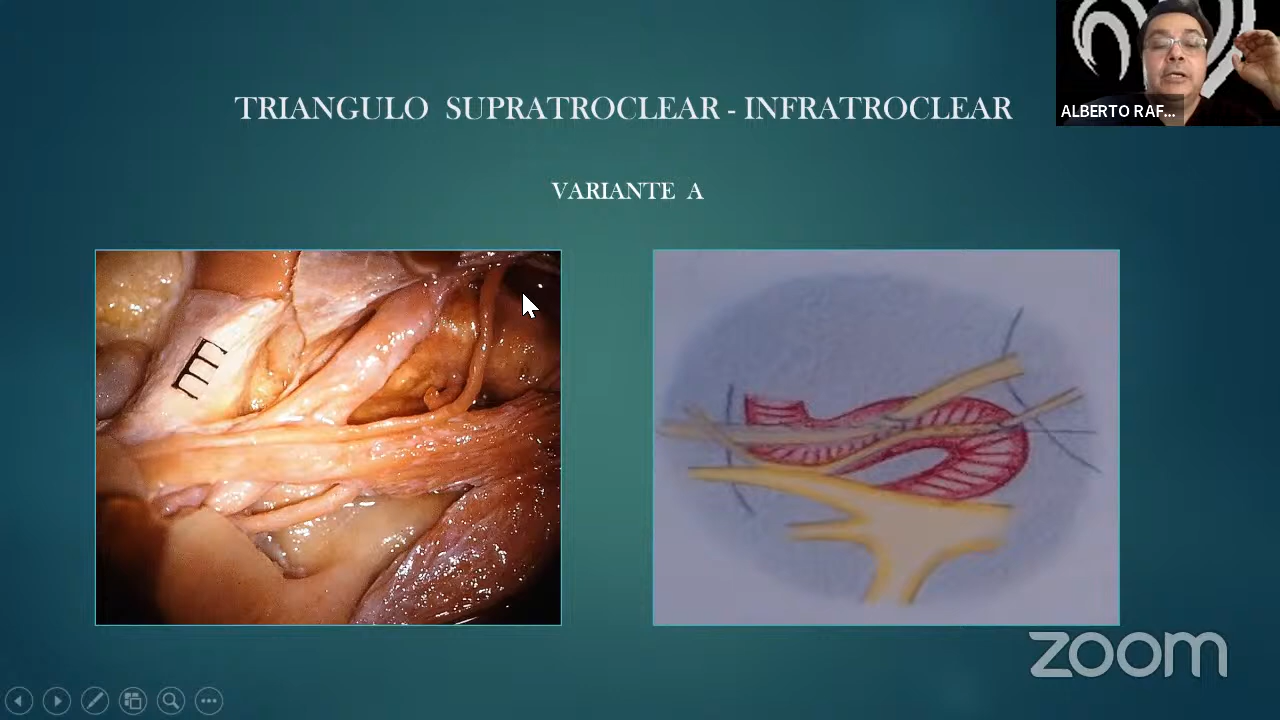 TRIANGULO SUPRATROCLEAR - INFRATROCLEAR
ALBERTO RAF...
VARIANTE A
zoom